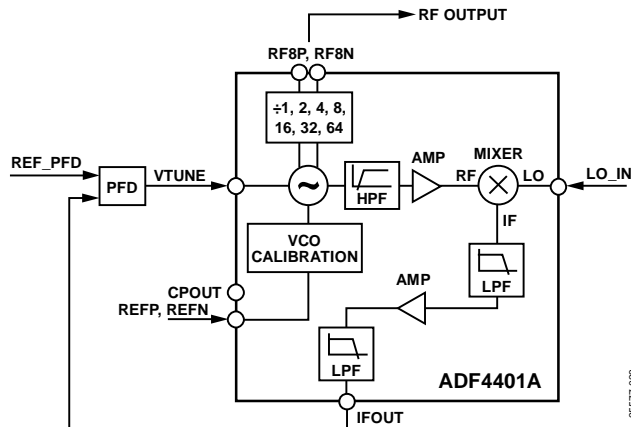 RF OUTPUT
RF8P, RF8N
÷1, 2, 4, 8,
16, 32, 64
REF_PFD
PFD
VTUNE
~
HPF
AMP
RF
MIXER
LO
LO_IN
IF
VCO
CALIBRATION
LPF
AMP
CPOUT
REFP, REFN
LPF
ADF4401A
IFOUT